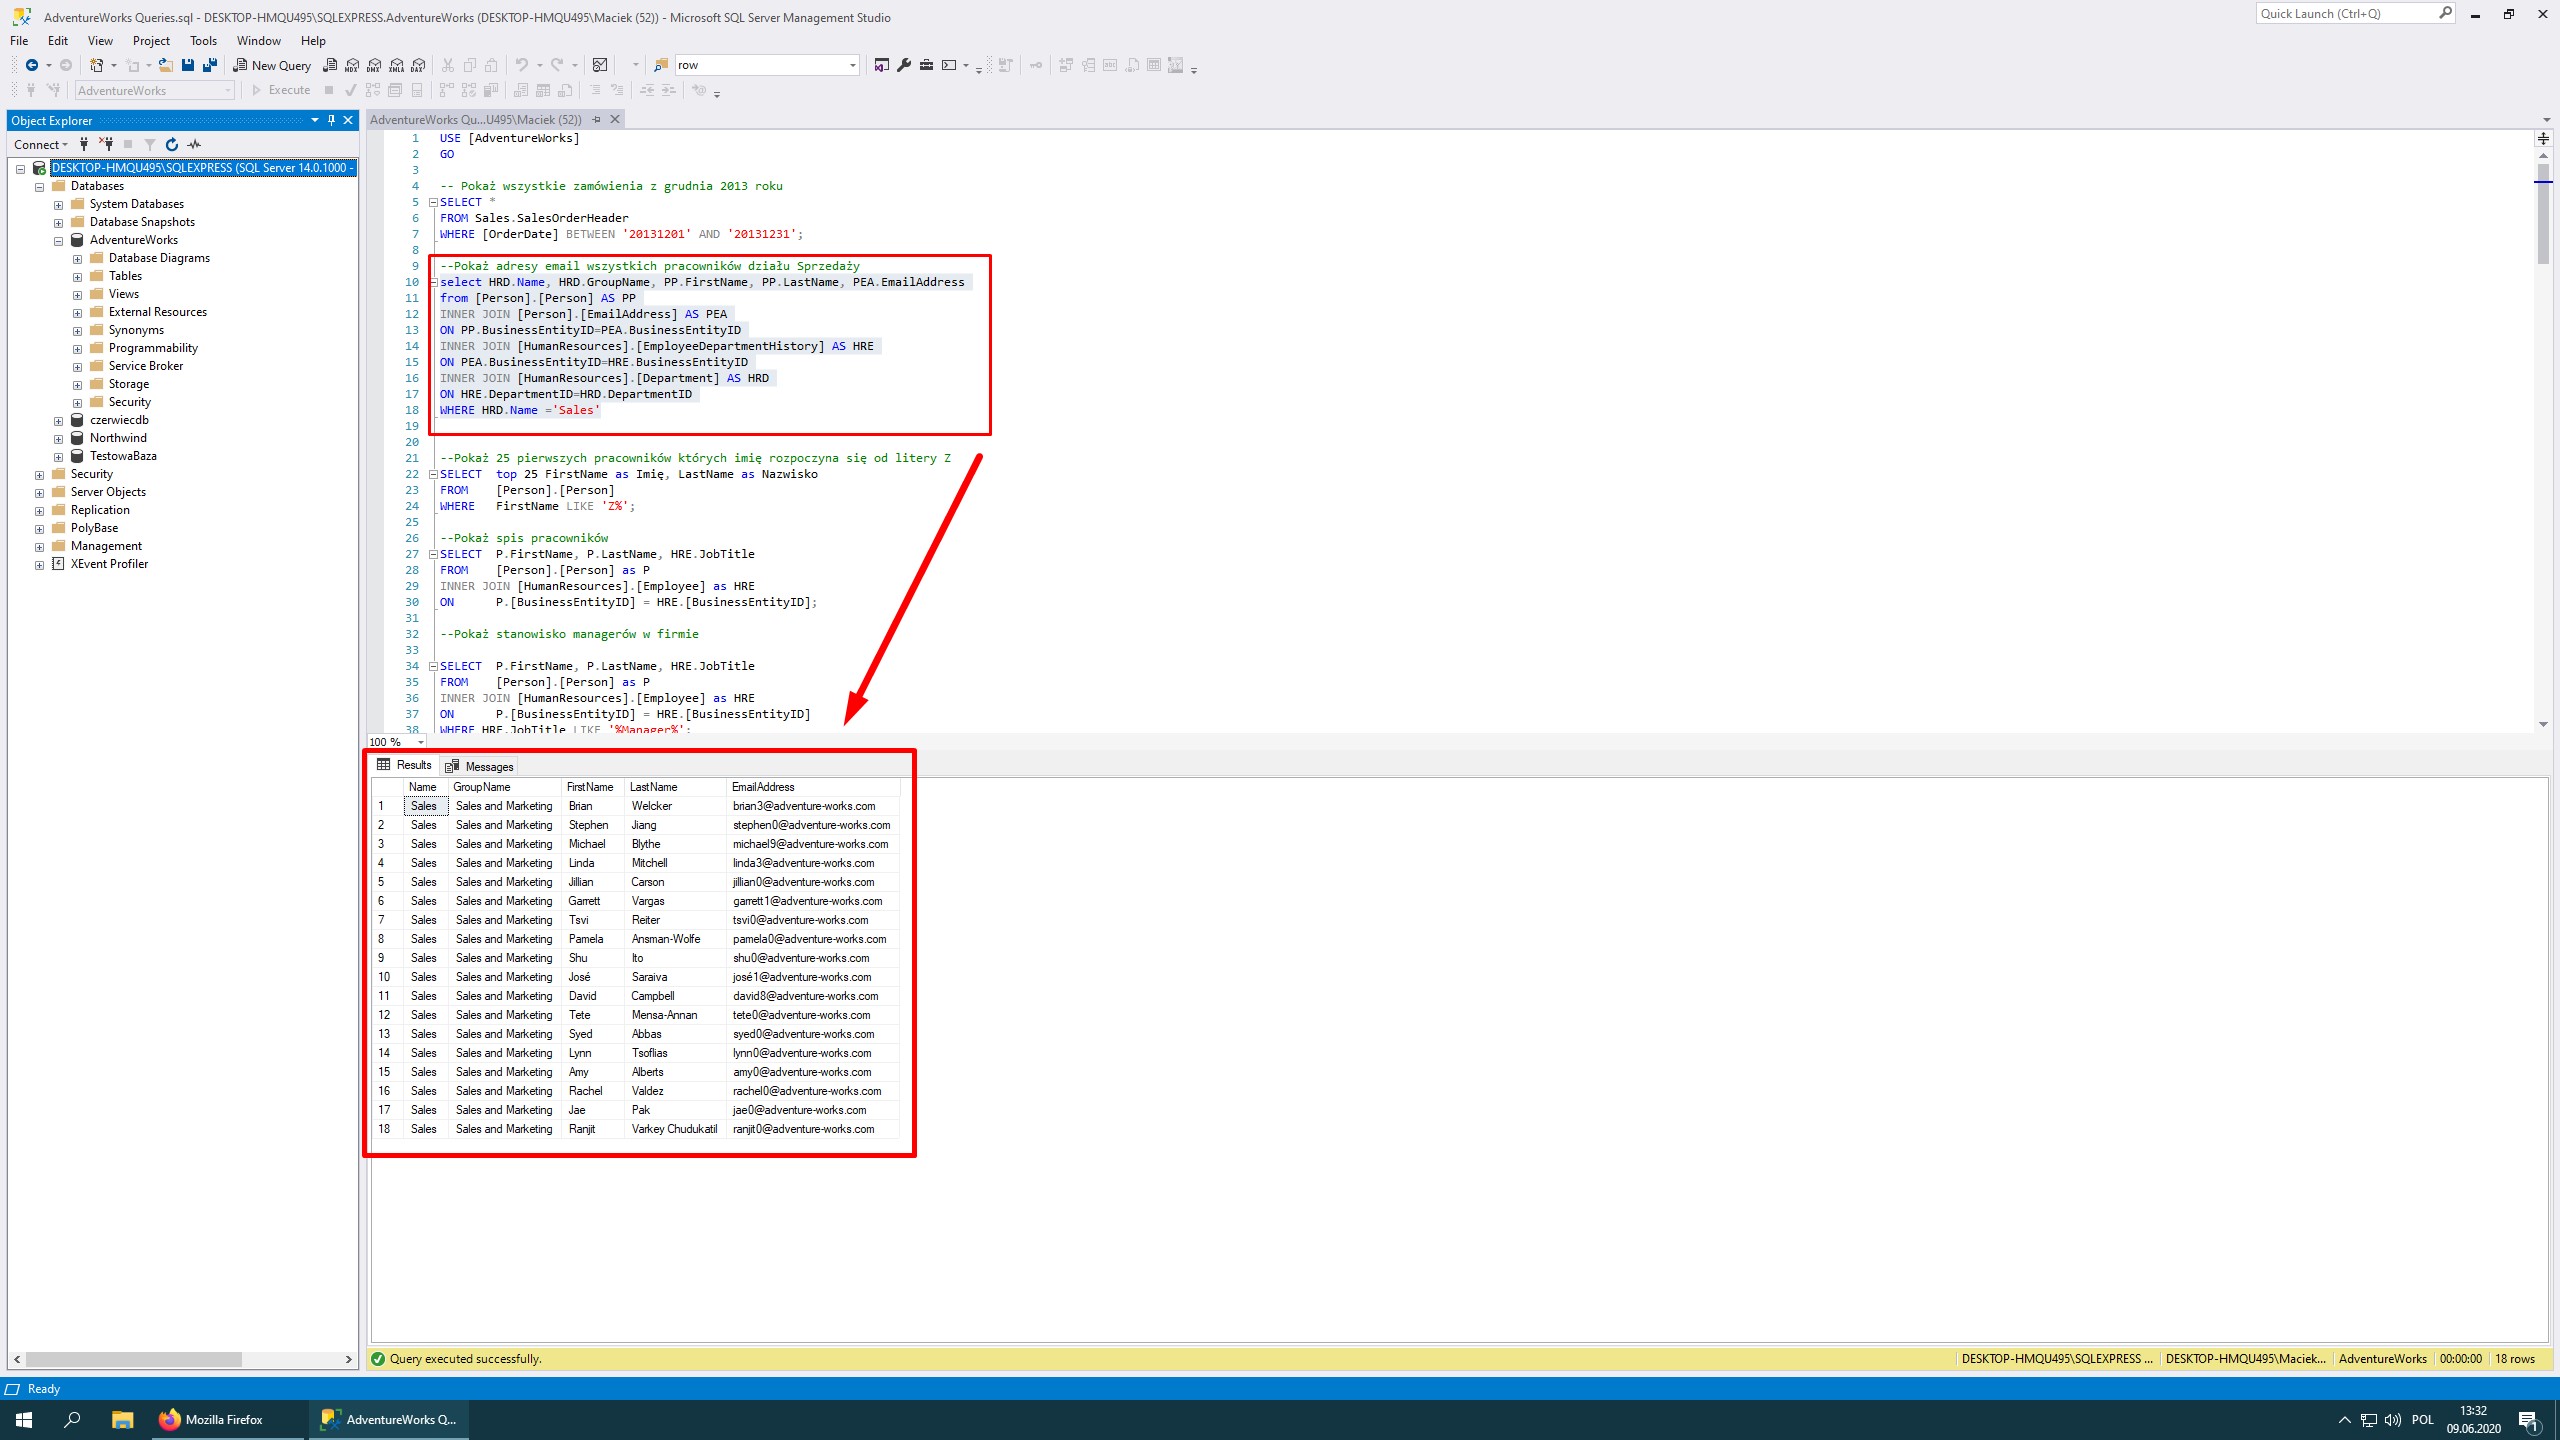 AdventureWorks Queries.sql - DESKTOP-HMQU495\SQLEXPRESS.AdventureWorks (DESKTOP-HMQU495\Maciek (52)) - Microsoft SQL Server Management Studio
Quick Launch (Ctrl+Q)
File Edit View Project Tools Window Help
New Query MDX DMX XMLA DAX row
AdventureWorks Execute
Object Explorer
Connect
DESKTOP-HMQU495\SQLEXPRESS (SQL Server 14.0.1000 -
Databases
System Databases
Database Snapshots
AdventureWorks
Database Diagrams
Tables
Views
External Resources
Synonyms
Programmability
Service Broker
Storage
Security
czerwiecdb
Northwind
TestowaBaza
Security
Server Objects
Replication
PolyBase
Management
XEvent Profiler
AdventureWorks Qu...U495\Maciek (52))
1 USE [AdventureWorks]
2 GO
3
4 -- Pokaż wszystkie zamówienia z grudnia 2013 roku
5 SELECT *
6 FROM Sales.SalesOrderHeader
7 WHERE [OrderDate] BETWEEN '20131201' AND '20131231';
8
9 --Pokaż adresy email wszystkich pracowników działu Sprzedaży
10 select HRD.Name, HRD.GroupName, PP.FirstName, PP.LastName, PEA.EmailAddress
11 from [Person].[Person] AS PP
12 INNER JOIN [Person].[EmailAddress] AS PEA
13 ON PP.BusinessEntityID=PEA.BusinessEntityID
14 INNER JOIN [HumanResources].[EmployeeDepartmentHistory] AS HRE
15 ON PEA.BusinessEntityID=HRE.BusinessEntityID
16 INNER JOIN [HumanResources].[Department] AS HRD
17 ON HRE.DepartmentID=HRD.DepartmentID
18 WHERE HRD.Name ='Sales'
19
20
21 --Pokaż 25 pierwszych pracowników których imię rozpoczyna się od litery Z
22 SELECT top 25 FirstName as Imię, LastName as Nazwisko
23 FROM [Person].[Person]
24 WHERE FirstName LIKE 'Z%';
25
26 --Pokaż spis pracowników
27 SELECT P.FirstName, P.LastName, HRE.JobTitle
28 FROM [Person].[Person] as P
29 INNER JOIN [HumanResources].[Employee] as HRE
30 ON P.[BusinessEntityID] = HRE.[BusinessEntityID];
31
32 --Pokaż stanowisko managerów w firmie
33
34 SELECT P.FirstName, P.LastName, HRE.JobTitle
35 FROM [Person].[Person] as P
36 INNER JOIN [HumanResources].[Employee] as HRE
37 ON P.[BusinessEntityID] = HRE.[BusinessEntityID]
38 WHERE HRE.JobTitle LIKE '%Manager%';
100 %
Results Messages
Name GroupName FirstName LastName EmailAddress
1 Sales Sales and Marketing Brian Welcker brian3@adventure-works.com
2 Sales Sales and Marketing Stephen Jiang stephen0@adventure-works.com
3 Sales Sales and Marketing Michael Blythe michael9@adventure-works.com
4 Sales Sales and Marketing Linda Mitchell linda3@adventure-works.com
5 Sales Sales and Marketing Jillian Carson jillian0@adventure-works.com
6 Sales Sales and Marketing Garrett Vargas garrett1@adventure-works.com
7 Sales Sales and Marketing Tsvi Reiter tsvi0@adventure-works.com
8 Sales Sales and Marketing Pamela Ansman-Wolfe pamela0@adventure-works.com
9 Sales Sales and Marketing Shu Ito shu0@adventure-works.com
10 Sales Sales and Marketing José Saraiva josé1@adventure-works.com
11 Sales Sales and Marketing David Campbell david8@adventure-works.com
12 Sales Sales and Marketing Tete Mensa-Annan tete0@adventure-works.com
13 Sales Sales and Marketing Syed Abbas syed0@adventure-works.com
14 Sales Sales and Marketing Lynn Tsoflias lynn0@adventure-works.com
15 Sales Sales and Marketing Amy Alberts amy0@adventure-works.com
16 Sales Sales and Marketing Rachel Valdez rachel0@adventure-works.com
17 Sales Sales and Marketing Jae Pak jae0@adventure-works.com
18 Sales Sales and Marketing Ranjit Varkey Chudukatil ranjit0@adventure-works.com
Query executed successfully. DESKTOP-HMQU495\SQLEXPRESS ... DESKTOP-HMQU495\Maciek... AdventureWorks 00:00:00 18 rows
Ready
Mozilla Firefox AdventureWorks Q... POL 13:32
09.06.2020 1